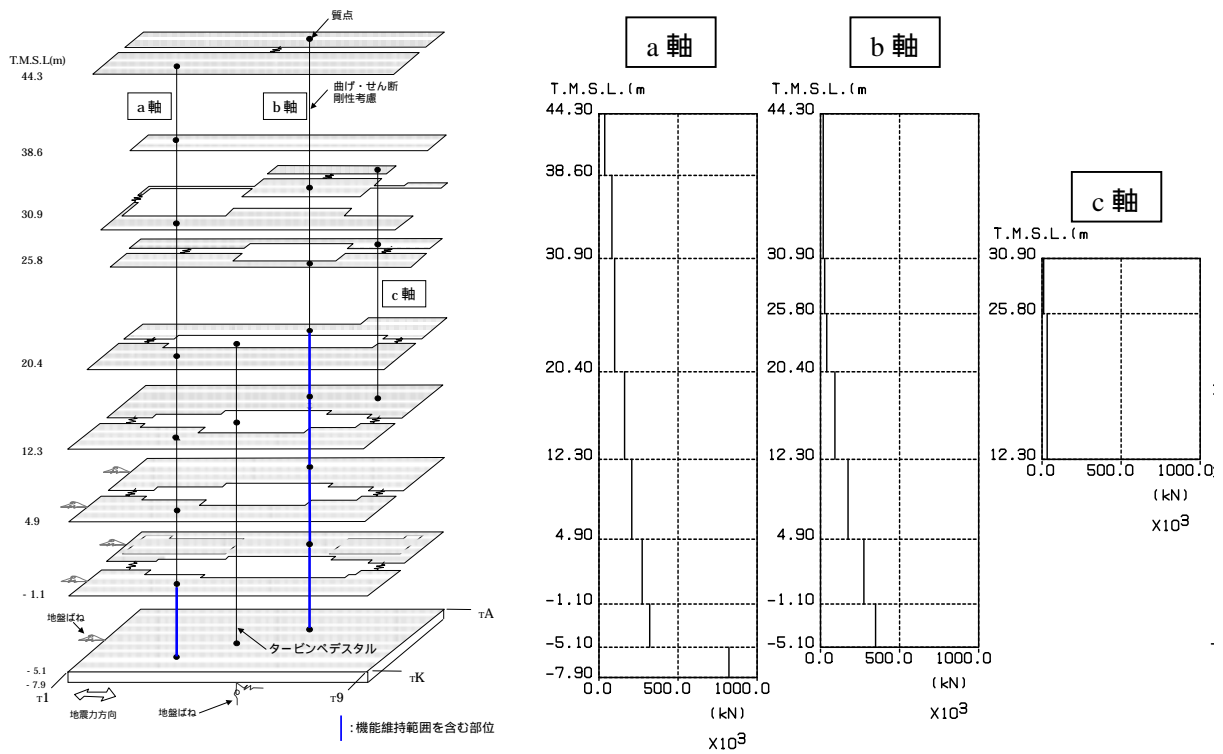 質点
T.M.S.L(m)
44.3
a 軸
b 軸
曲げ・せん断
剛性考慮
38.6
30.9
25.8
c 軸
20.4
12.3
4.9
- 1.1
地盤ばね
TA
タービンペデスタル
- 5.1
- 7.9
TK
T1
T9
地震力方向
地盤ばね
: 機能維持範囲を含む部位
a 軸
T.M.S.L.(m
44.30
38.60
30.90
20.40
12.30
4.90
-1.10
-5.10
-7.90
0.0 500.0 1000.0
(kN)
X10³
b 軸
T.M.S.L.(m
44.30
30.90
25.80
20.40
12.30
4.90
-1.10
-5.10
0.0 500.0 1000.0
(kN)
X10³
c 軸
T.M.S.L.(m
30.90
25.80
12.30
0.0 500.0 1000.0
(kN)
X10³